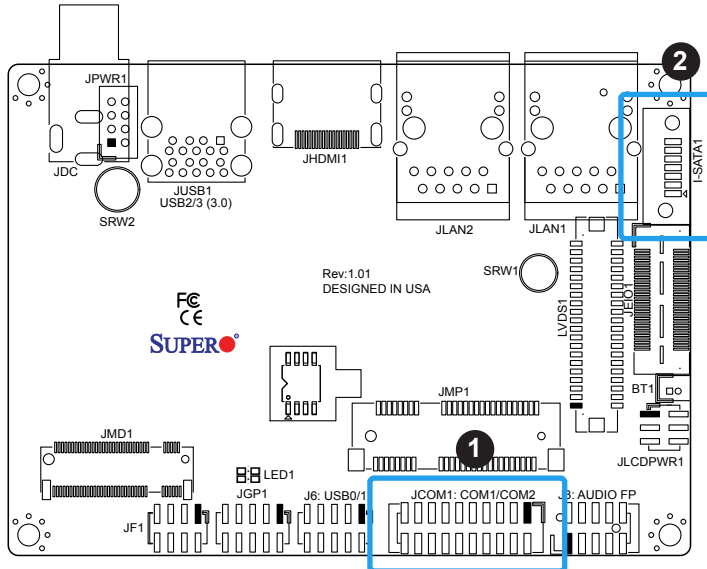 2
JPWR1
JDC
SRW2
JUSB1
USB2/3 (3.0)
JHDMI1
JLAN2
JLAN1
I-SATA1
Rev:1.01
DESIGNED IN USA
SRW1
LVDS1
JEIO1
FC
CE
SUPER
BT1
JMP1
JLCDPWR1
JMD1
1
LED1
JGP1
J6: USB0/1
JCOM1: COM1/COM2
J3: AUDIO FP
JF1